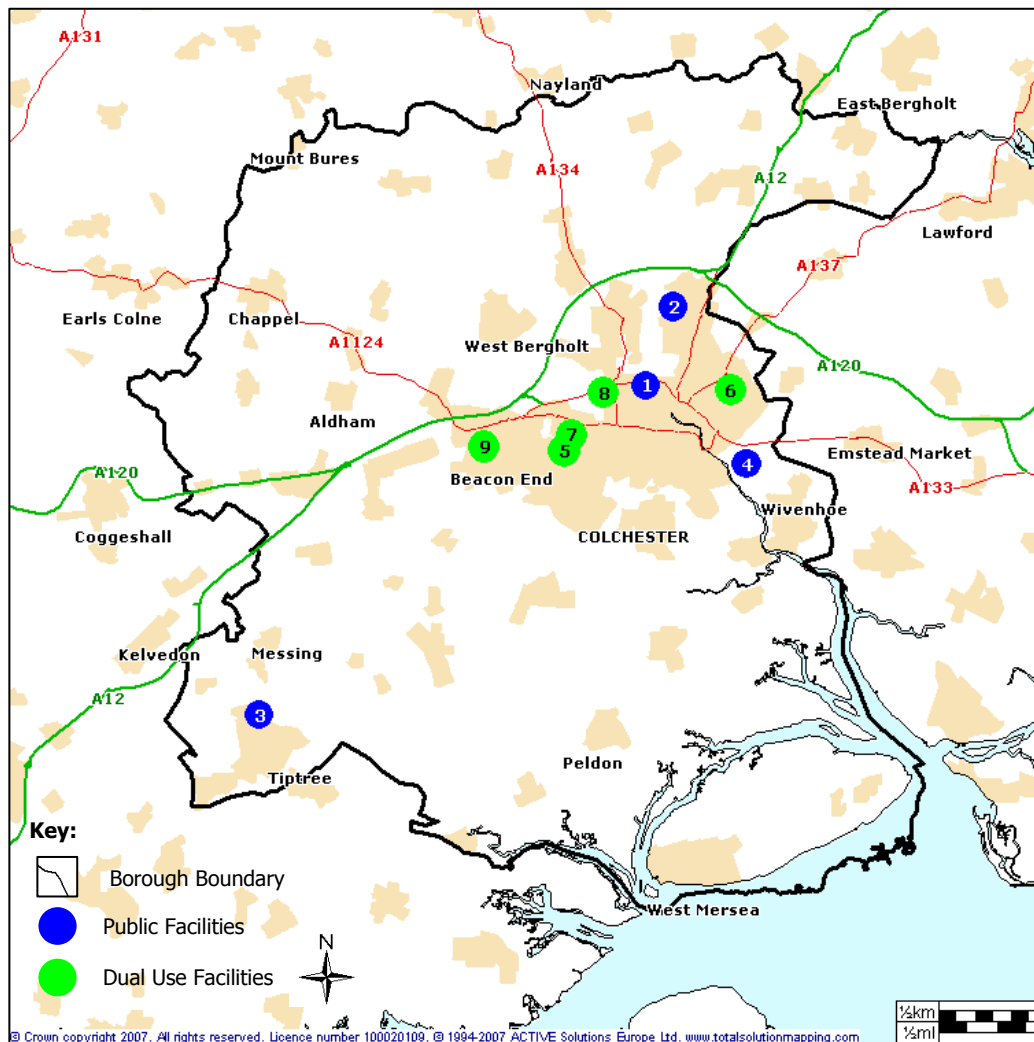 A131
Nayland
East Bergholt
Mount Bures
A134
A12
Lawford
A137
2
Earls Colne
Chappel
A1124
West Bergholt
A120
1
8
6
Aldham
7
9
5
Beacon End
4
Emstead Market
A120
A133
Coggeshall
COLCHESTER
Wivenhoe
Kelvedon
Messing
A12
3
Peldon
Tiptree
Key:
Borough Boundary
West Mersea
Public Facilities
N
Dual Use Facilities
½km
½ml
© Crown copyright 2007. All rights reserved. Licence number 100020109. © 1994-2007 ACTIVE Solutions Europe Ltd. www.totalsolutionmapping.com